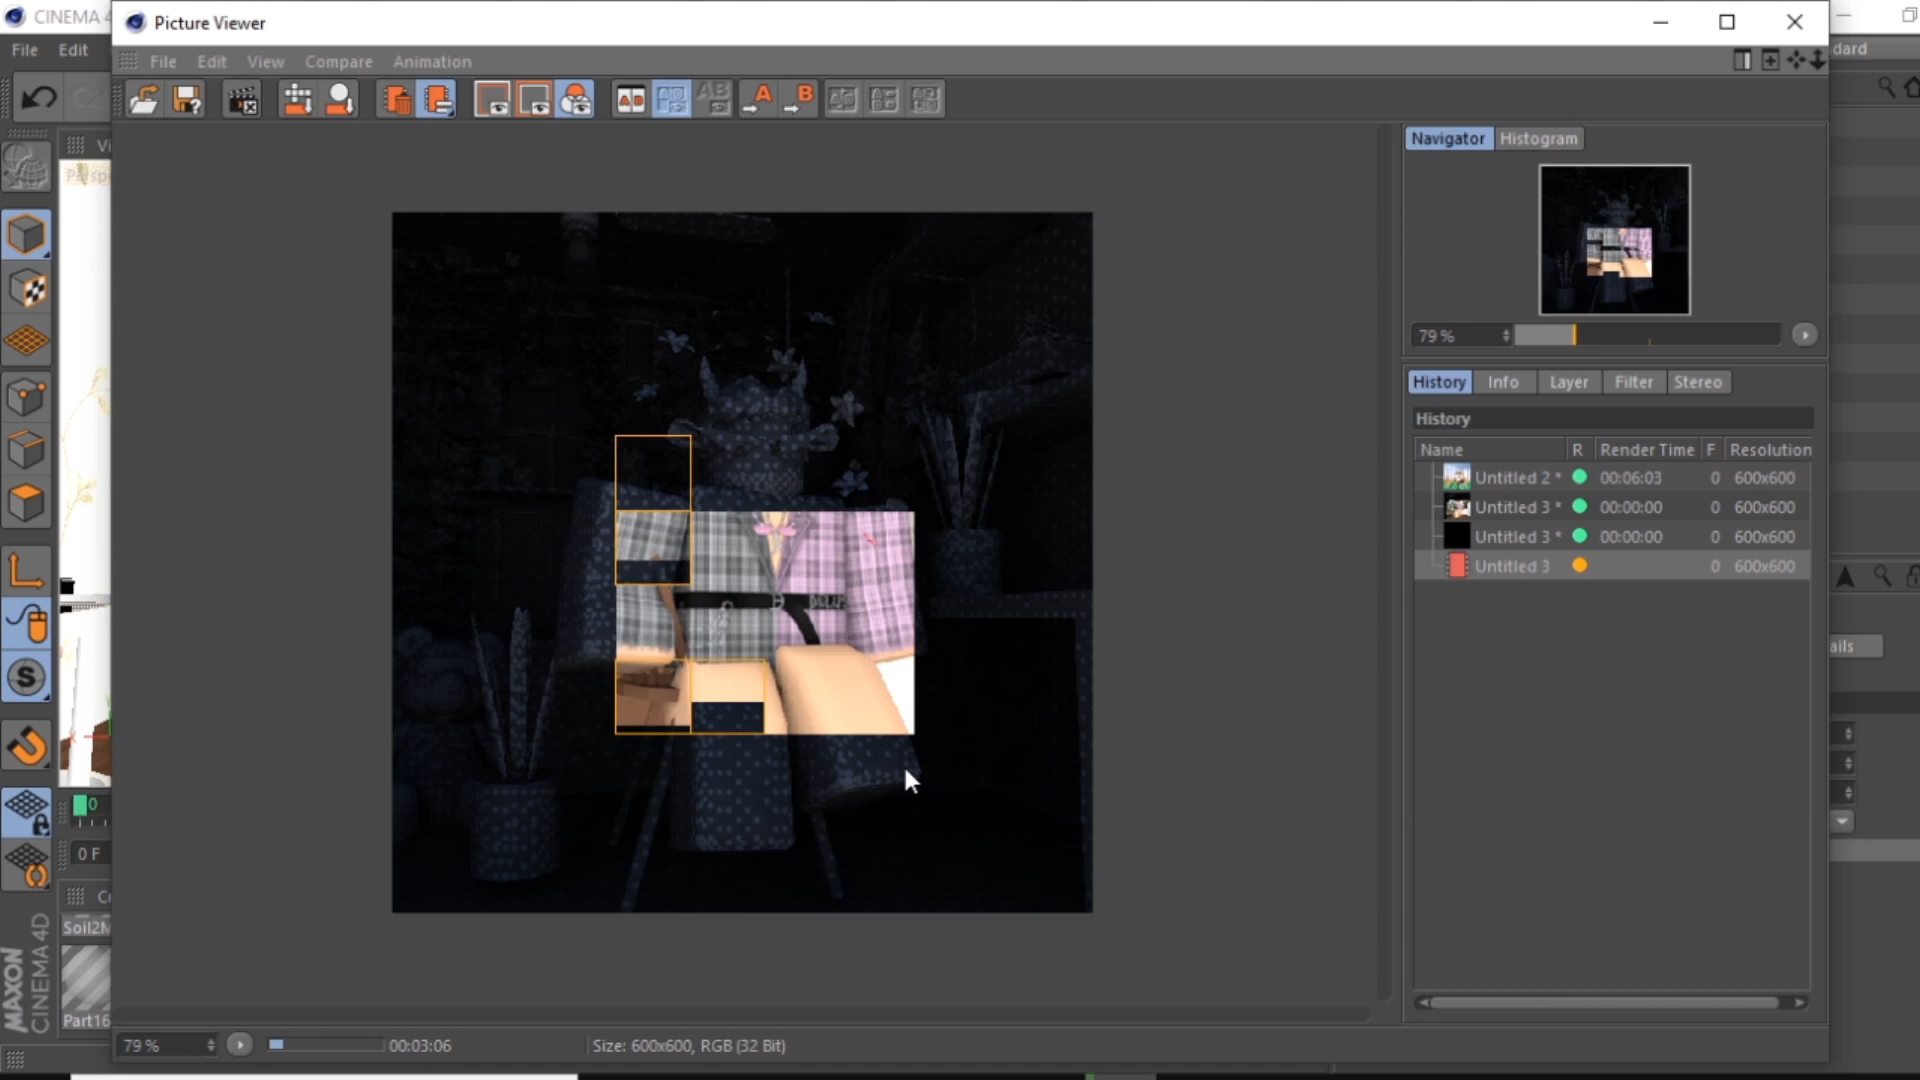 CINEMA 4
Picture Viewer
File Edit
File Edit View Compare Animation
dard
Navigator Histogram
79 %
History Info Layer Filter Stereo
History
Name R Render Time F Resolution
Untitled 2 * 00:06:03 0 600x600
Untitled 3 * 00:00:00 0 600x600
Untitled 3 * 00:00:00 0 600x600
Untitled 3 0 600x600
ails
0
0 F
Soil2M
Part16
MAXON
CINEMA 4D
79 % 00:03:06 Size: 600x600, RGB (32 Bit)